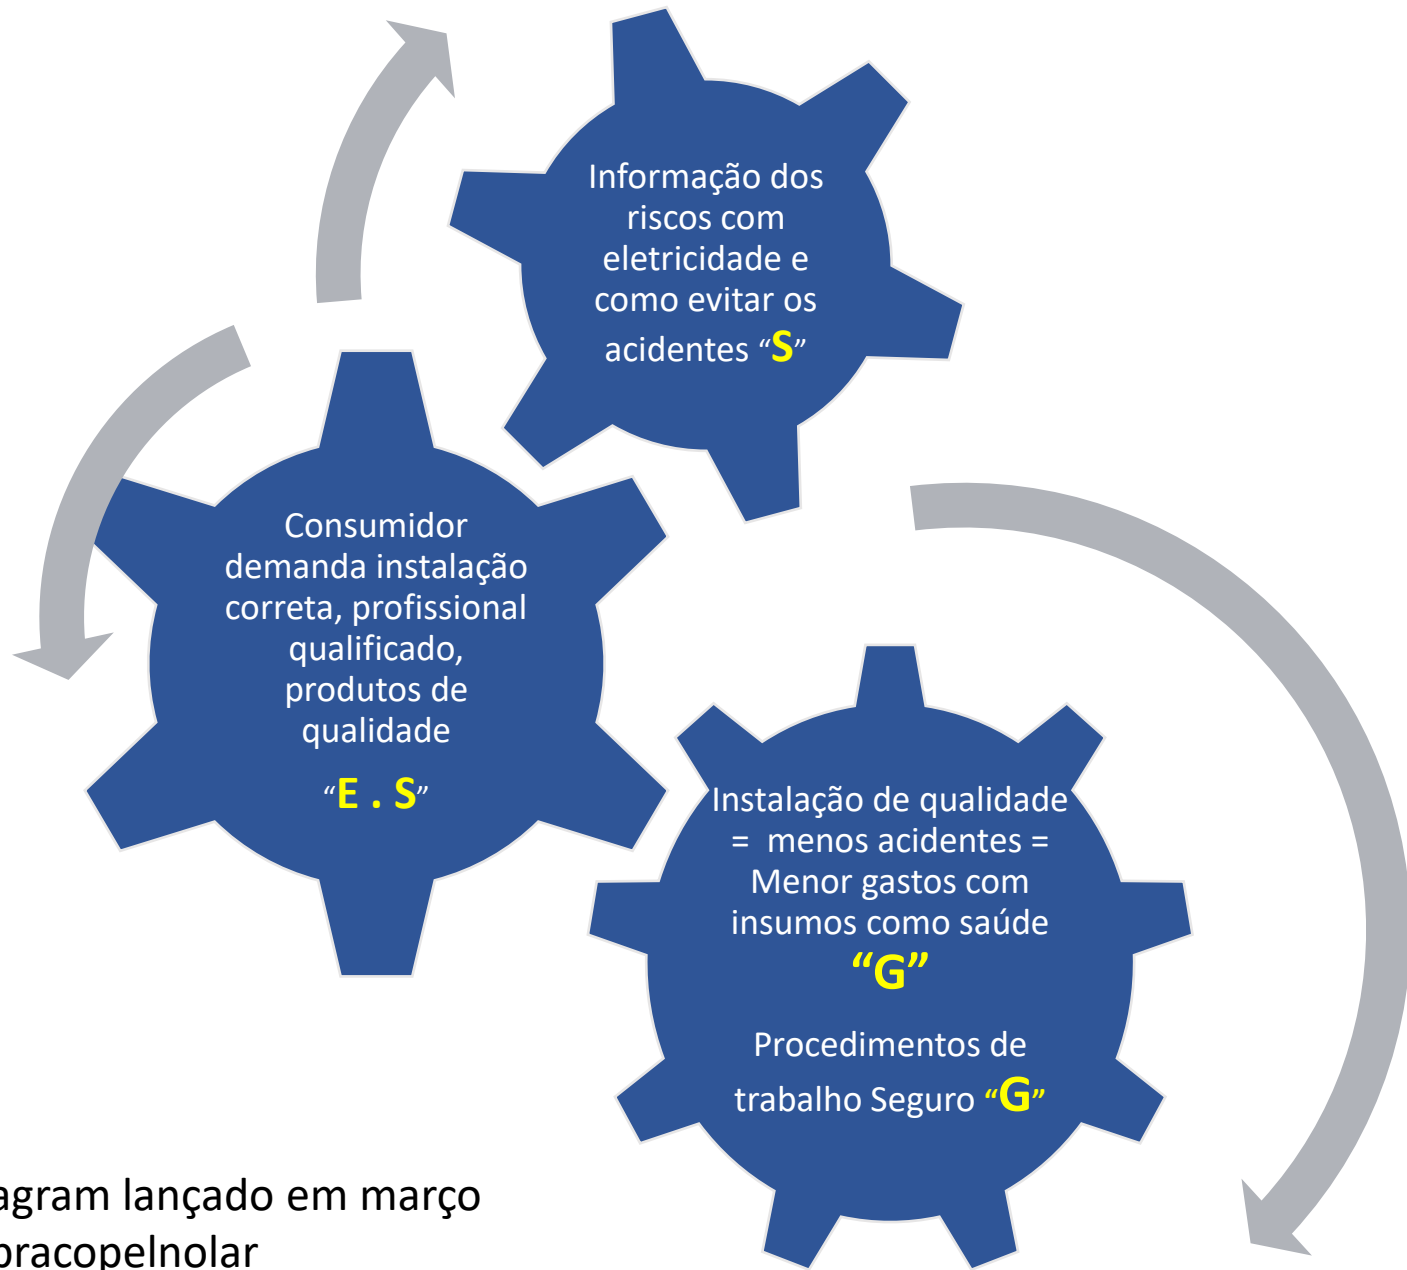 Informação dos
riscos com
eletricidade e
como evitar os
acidentes “S”
Consumidor
demanda instalação
correta, profissional
qualificado,
produtos de
qualidade
“E . S”
Instalação de qualidade
= menos acidentes =
Menor gastos com
insumos como saúde
“G”
Procedimentos de
trabalho Seguro “G”
agram lançado em março
bracopelnolar